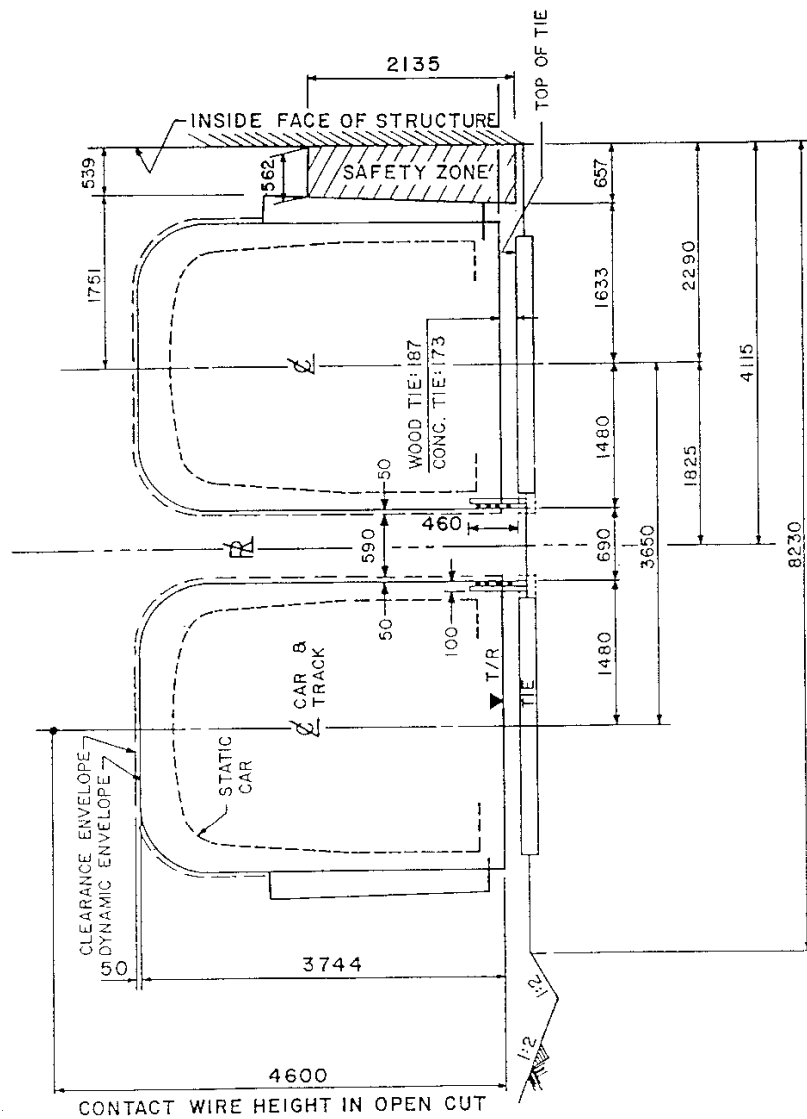 2135
TOP OF TIE
INSIDE FACE OF STRUCTURE
539
562
SAFETY ZONE
657
1751
1633
2290
4115
8230
℄
WOOD TIE:187
CONC. TIE:173
1480
1825
50
460
590
690
3650
50
100
1480
℄ CAR &
TRACK
T/R
TIE
STATIC
CAR
CLEARANCE ENVELOPE
DYNAMIC ENVELOPE
50
3744
1:2
1:2
4600
CONTACT WIRE HEIGHT IN OPEN CUT